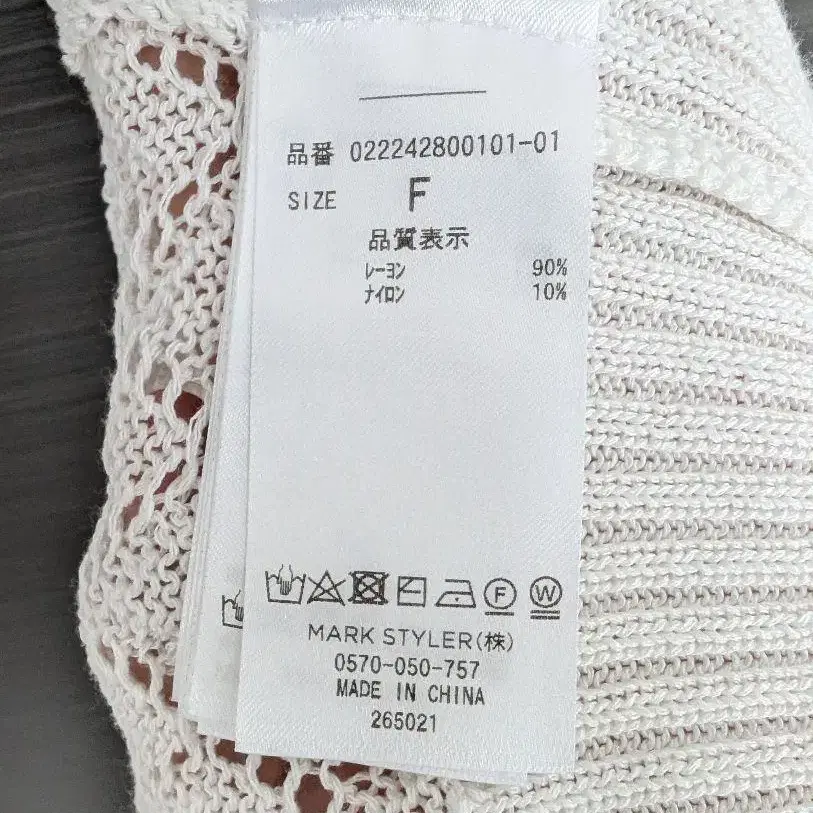 品番 022242800101-01
SIZE F
品質表示
レーヨン 90%
ナイロン 10%
F W
MARK STYLER(株)
0570-050-757
MADE IN CHINA
265021